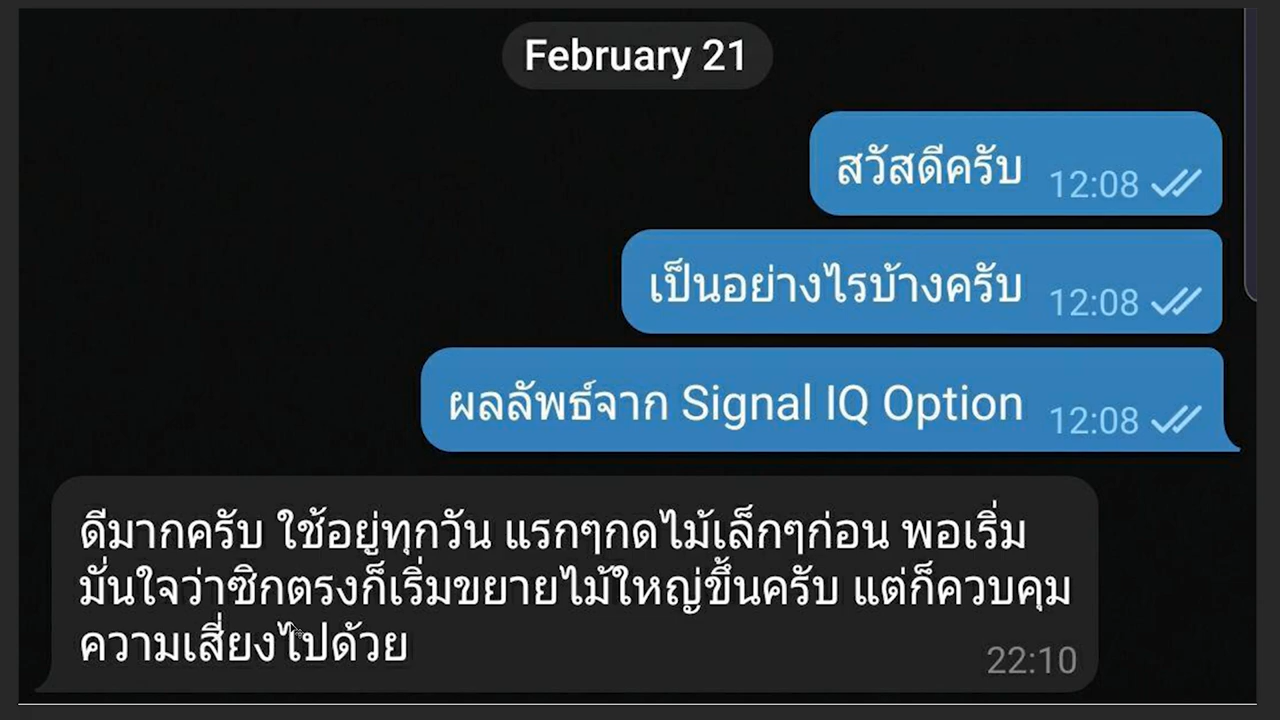 February 21
สวัสดีครับ 12:08
เป็นอย่างไรบ้างครับ 12:08
ผลลัพธ์จาก Signal IQ Option 12:08
ดีมากครับ ใช้อยู่ทุกวัน แรกๆกดไม้เล็กๆก่อน พอเริ่ม
มั่นใจว่าซิกตรงก็เริ่มขยายไม้ใหญ่ขึ้นครับ แต่ก็ควบคุม
ความเสี่ยงไปด้วย
22:10